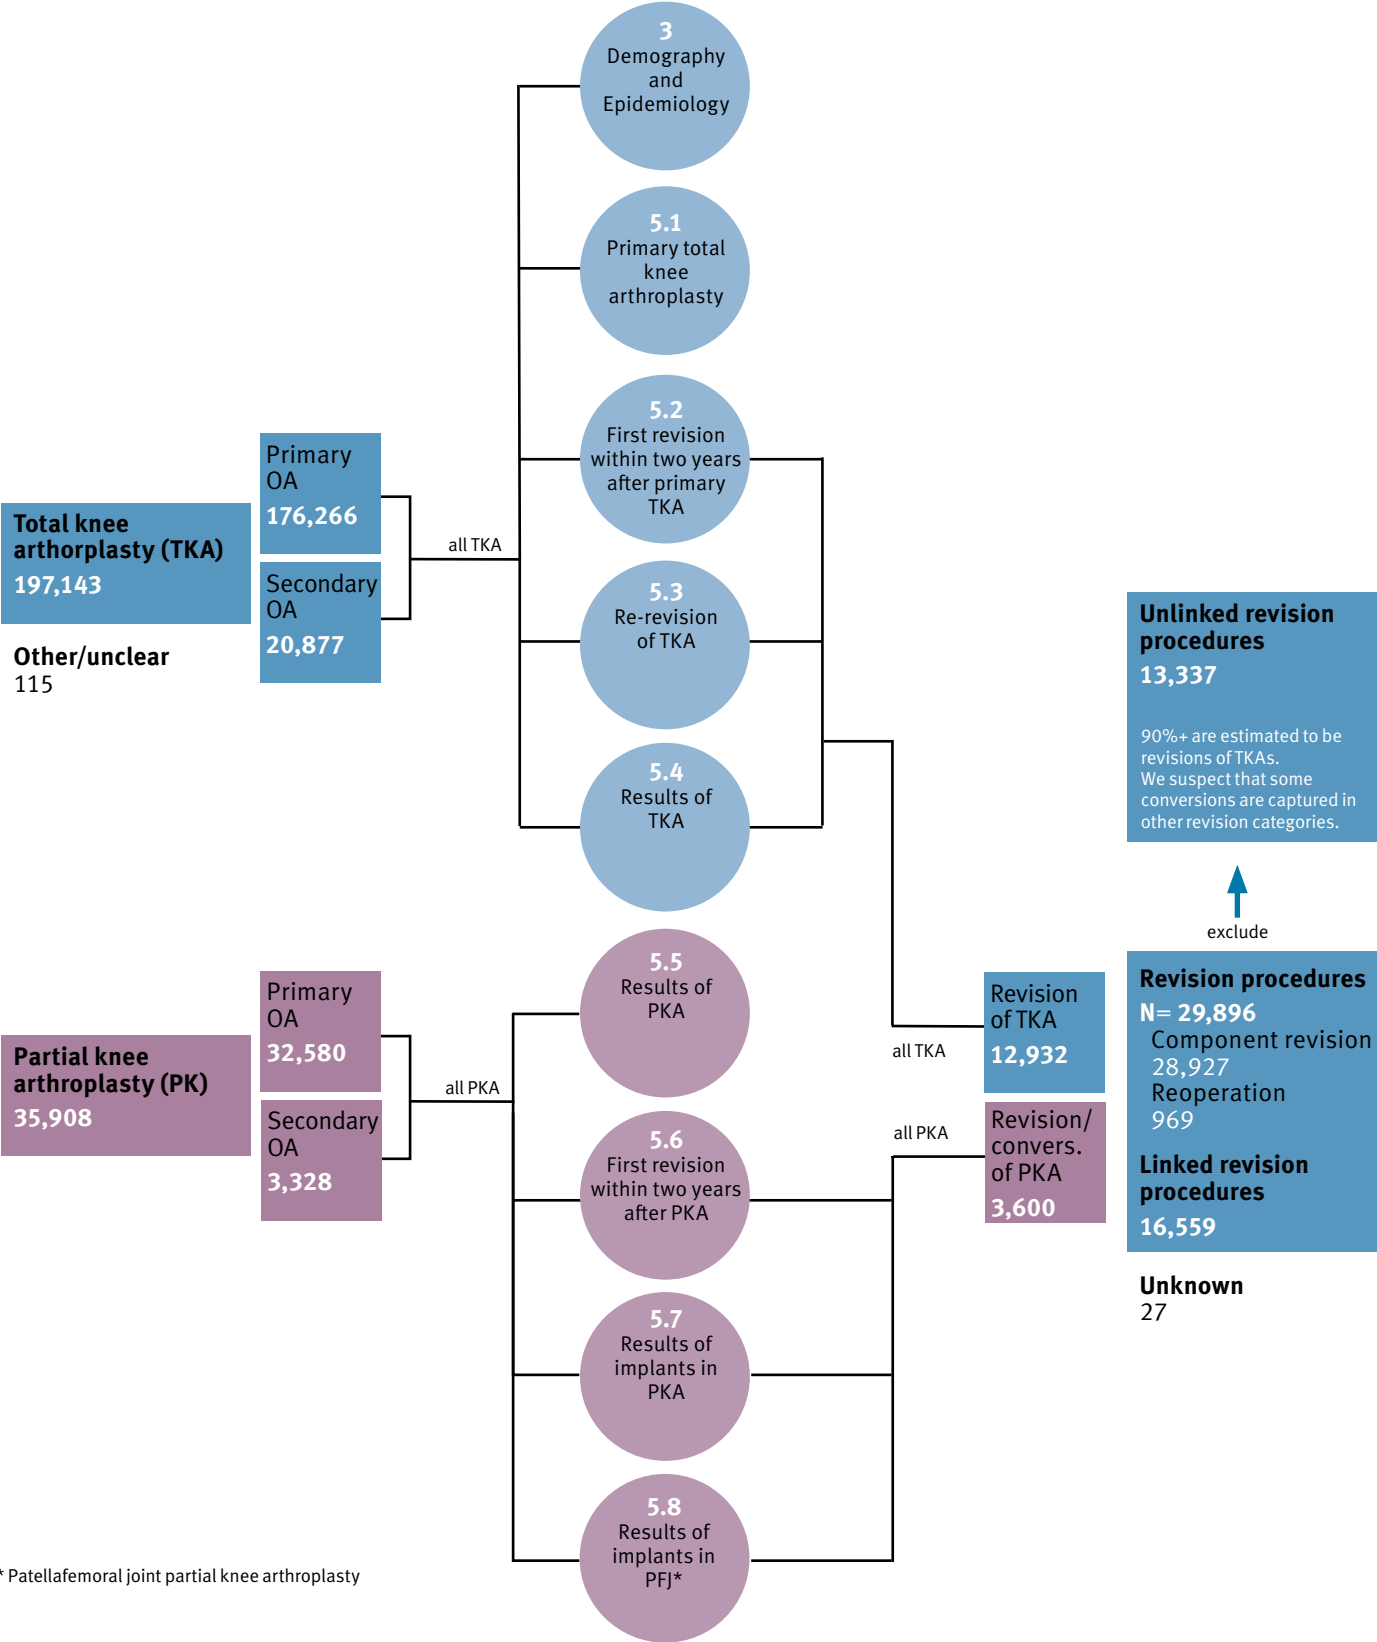 3
Demography
and
Epidemiology
5.1
Primary total
knee
arthroplasty
5.2
First revision
within two years
after primary
TKA
5.3
Re-revision
of TKA
5.4
Results of
TKA
Total knee
arthorplasty (TKA)
197,143
Other/unclear
115
Primary
OA
176,266
Secondary
OA
20,877
all TKA
Unlinked revision
procedures
13,337
90%+ are estimated to be
revisions of TKAs.
We suspect that some
conversions are captured in
other revision categories.
exclude
Revision procedures
N= 29,896
Component revision
28,927
Reoperation
969
Linked revision
procedures
16,559
Unknown
27
all TKA
Revision
of TKA
12,932
all PKA
Revision/
convers.
of PKA
3,600
Partial knee
arthroplasty (PK)
35,908
Primary
OA
32,580
Secondary
OA
3,328
all PKA
5.5
Results of
PKA
5.6
First revision
within two years
after PKA
5.7
Results of
implants in
PKA
5.8
Results of
implants in
PFJ*
* Patellafemoral joint partial knee arthroplasty